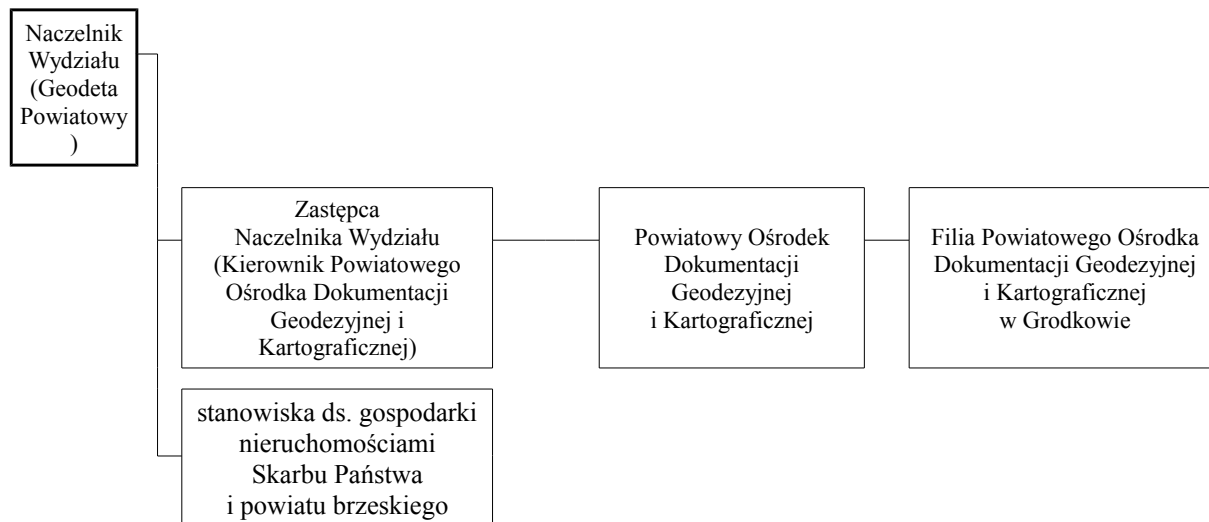 Naczelnik
Wydziału
(Geodeta
Powiatowy
)
Zastępca
Naczelnika Wydziału
(Kierownik Powiatowego
Ośrodka Dokumentacji
Geodezyjnej i
Kartograficznej)
Powiatowy Ośrodek
Dokumentacji
Geodezyjnej
i Kartograficznej
Filia Powiatowego Ośrodka
Dokumentacji Geodezyjnej
i Kartograficznej
w Grodkowie
stanowiska ds. gospodarki
nieruchomościami
Skarbu Państwa
i powiatu brzeskiego